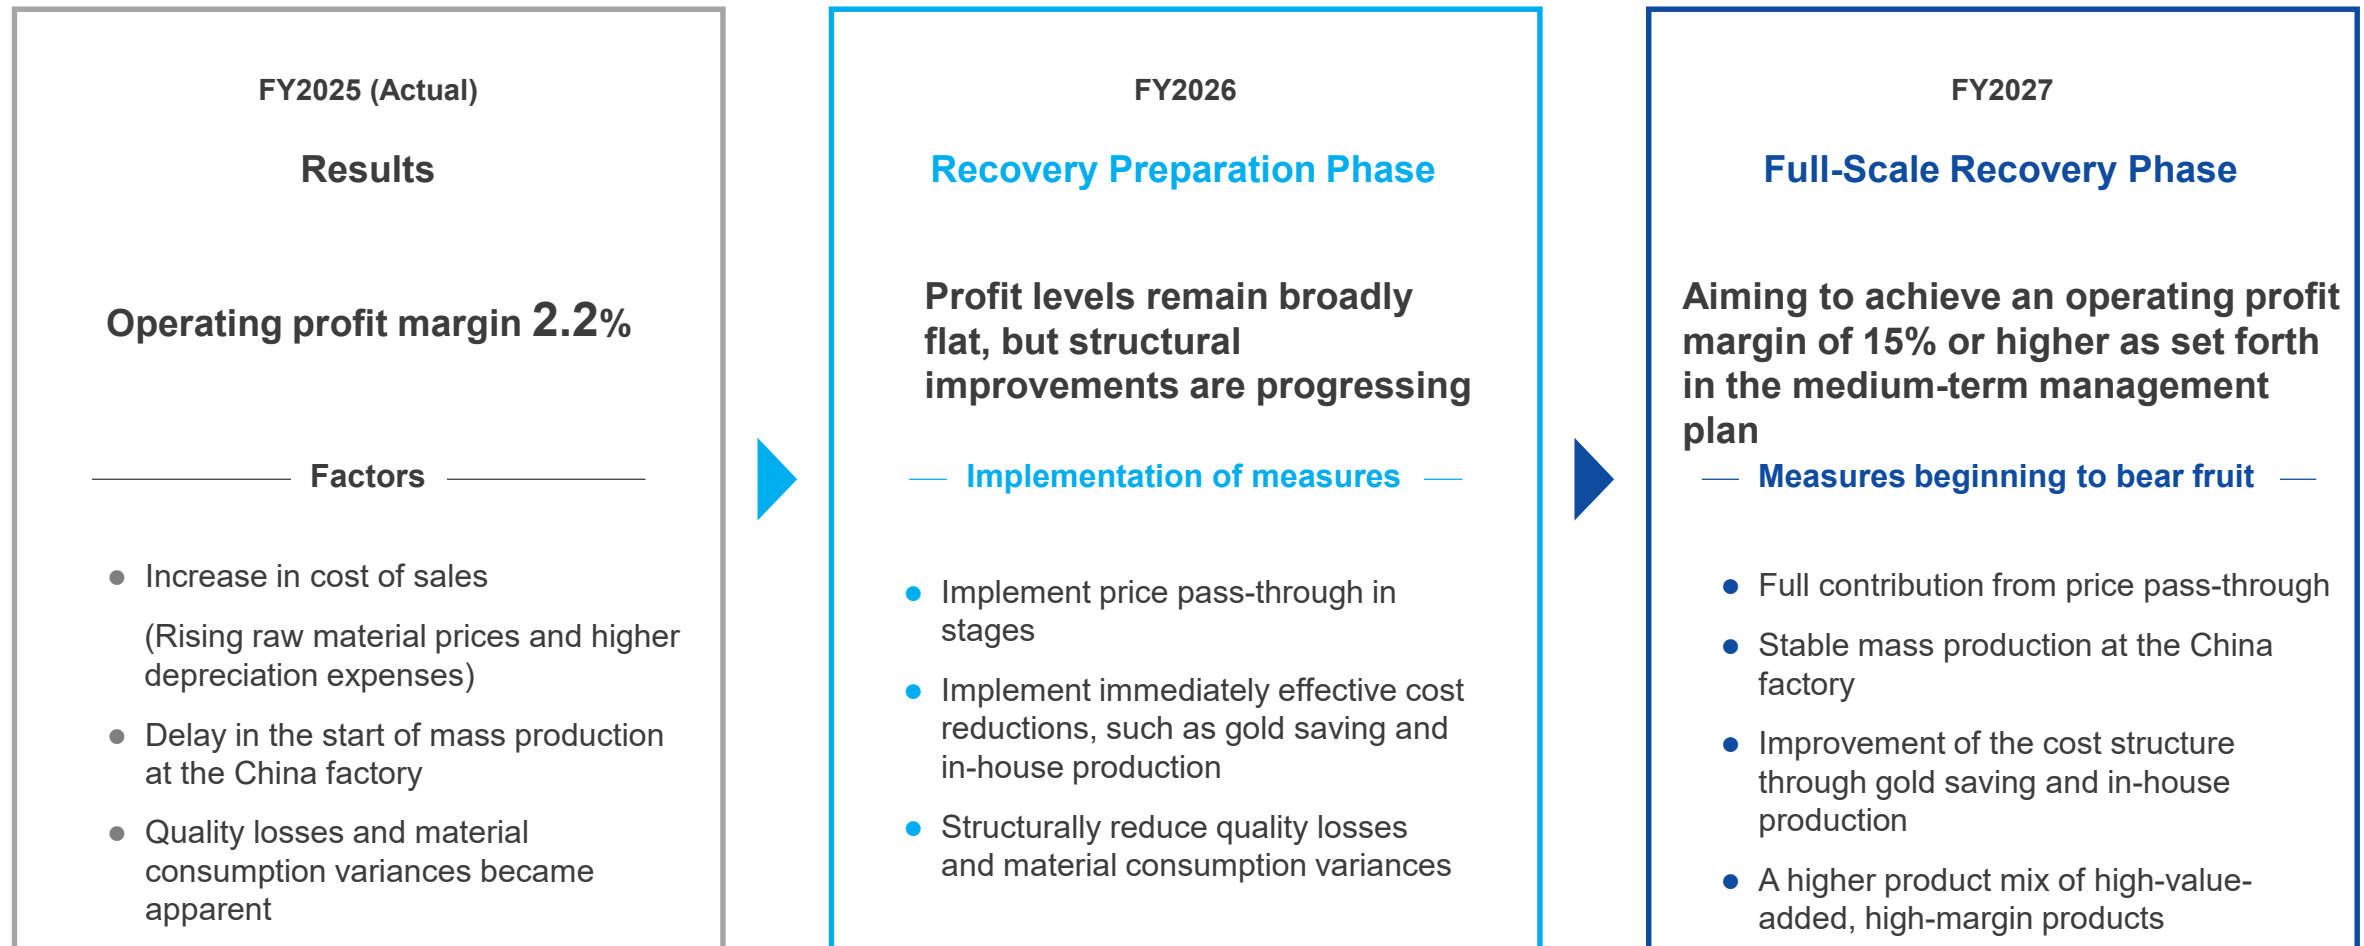 FY2025 (Actual)
Results
Operating profit margin 2.2%
Factors
Increase in cost of sales
(Rising raw material prices and higher
depreciation expenses)
Delay in the start of mass production
at the China factory
Quality losses and material
consumption variances became
apparent
FY2026
Recovery Preparation Phase
Profit levels remain broadly
flat, but structural
improvements are progressing
Implementation of measures
Implement price pass-through in
stages
Implement immediately effective cost
reductions, such as gold saving and
in-house production
Structurally reduce quality losses
and material consumption variances
FY2027
Full-Scale Recovery Phase
Aiming to achieve an operating profit
margin of 15% or higher as set forth
in the medium-term management
plan
Measures beginning to bear fruit
Full contribution from price pass-through
Stable mass production at the China
factory
Improvement of the cost structure
through gold saving and in-house
production
A higher product mix of high-value-
added, high-margin products